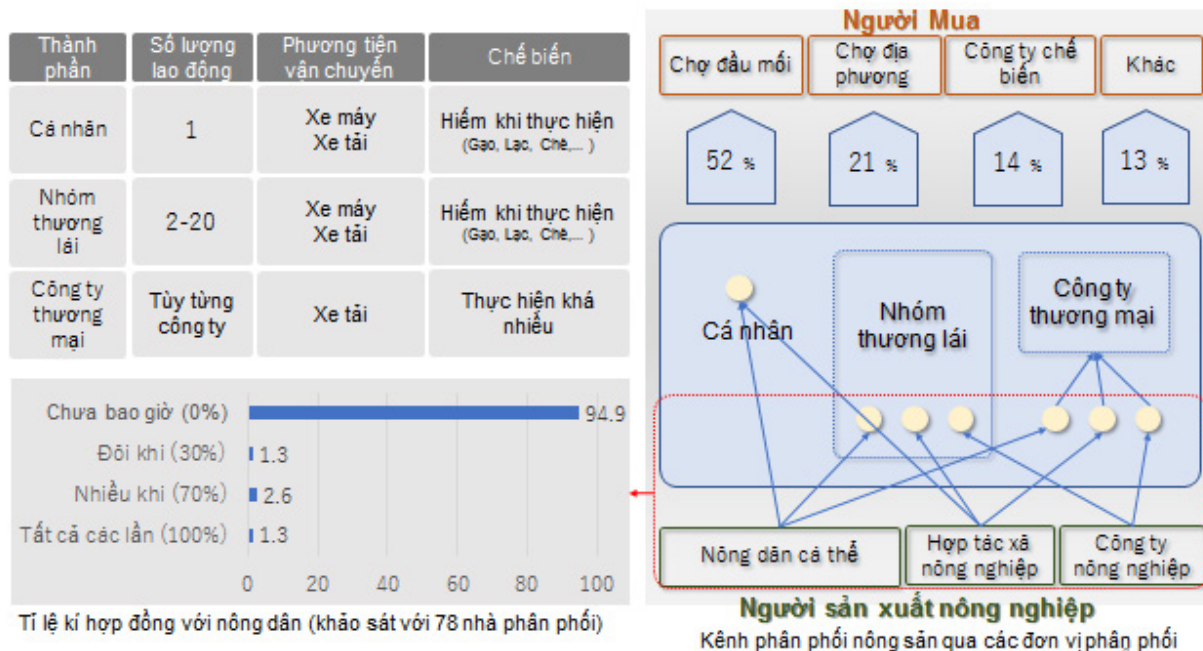 Thành
phần
Số lượng
lao động
Phương tiện
vận chuyển
Chế biến
Cá nhân
1
Xe máy
Xe tải
Hiếm khi thực hiện
(Gạo, Lạc, Chè,... )
Nhóm
thương
lái
2-20
Xe máy
Xe tải
Hiếm khi thực hiện
(Gạo, Lạc, Chè,... )
Công ty
thương
mại
Tùy từng
công ty
Xe tải
Thực hiện khá
nhiều
Chưa bao giờ (0%)
94.9
Đôi khi (30%)
1.3
Nhiều khi (70%)
2.6
Tất cả các lần (100%)
1.3
0 20 40 60 80 100
Tỉ lệ kí hợp đồng với nông dân (khảo sát với 78 nhà phân phối)
Người Mua
Chợ đầu mối
Chợ địa
phương
Công ty chế
biến
Khác
52 %
21 %
14 %
13 %
Cá nhân
Nhóm
thương lái
Công ty
thương mại
Nông dân cá thể
Hợp tác xã
nông nghiệp
Công ty
nông nghiệp
Người sản xuất nông nghiệp
Kênh phân phối nông sản qua các đơn vị phân phối